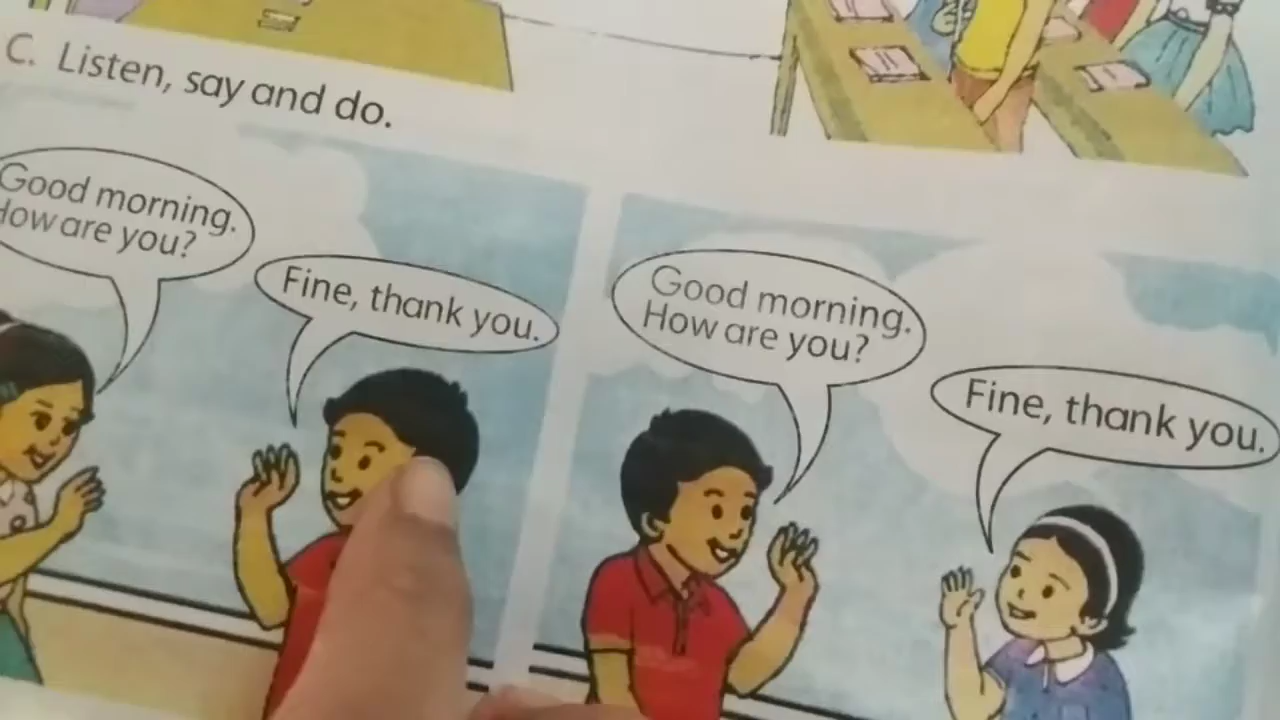 C. Listen, say and do.
Good morning.
How are you?
Fine, thank you.
Good morning.
How are you?
Fine, thank you.